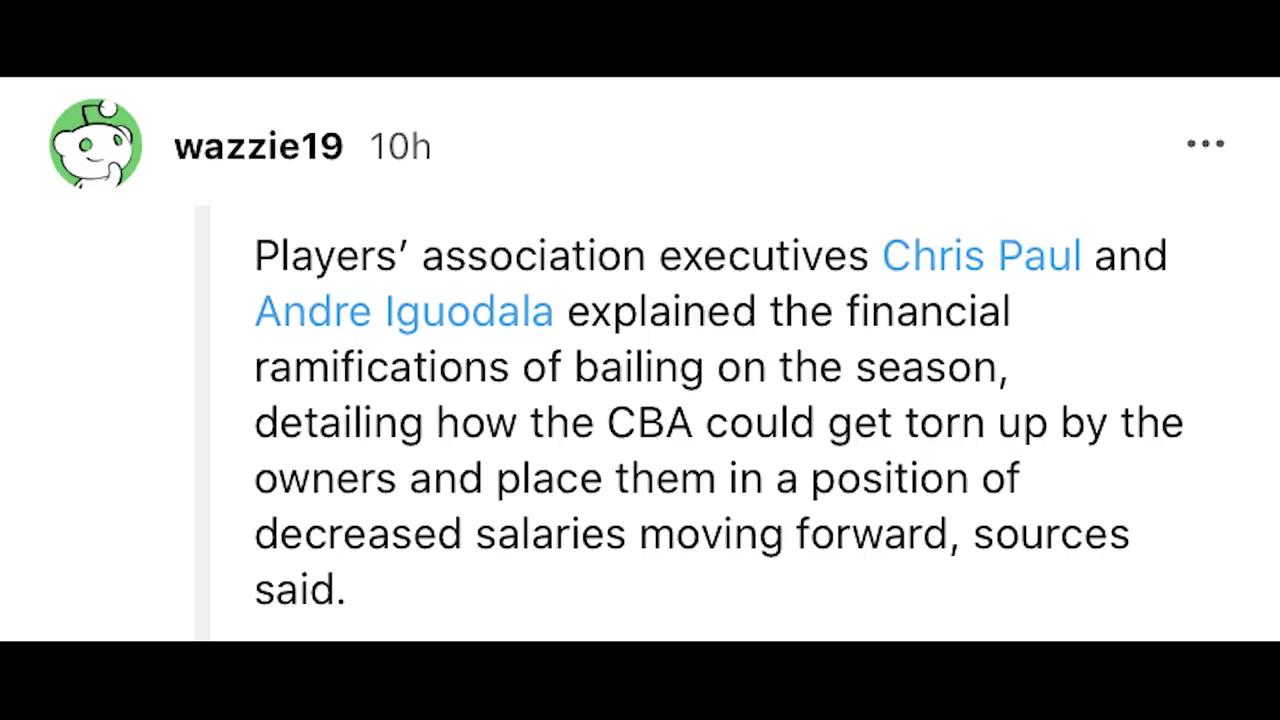 wazzie19 10h
Players’ association executives Chris Paul and
Andre Iguodala explained the financial
ramifications of bailing on the season,
detailing how the CBA could get torn up by the
owners and place them in a position of
decreased salaries moving forward, sources
said.